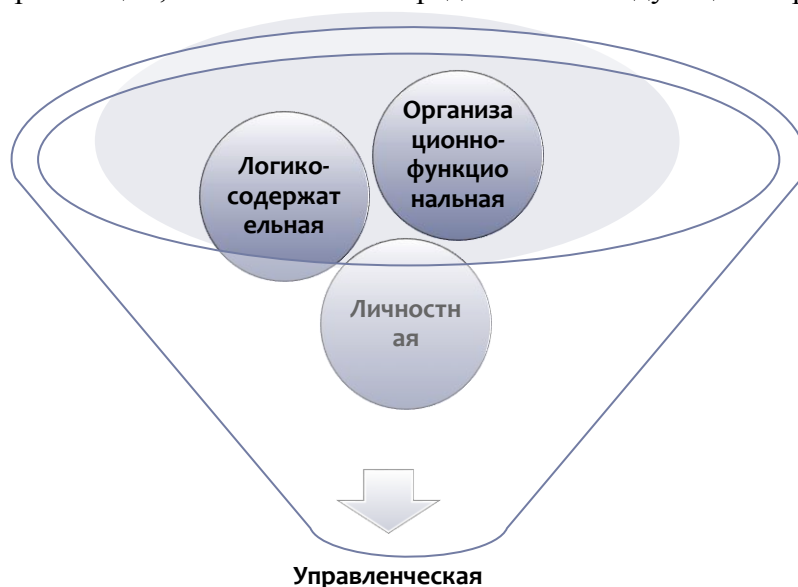 Организа
ционно-
функцио
нальная
Логико-
содержат
ельная
Личностн
ая
Управленческая